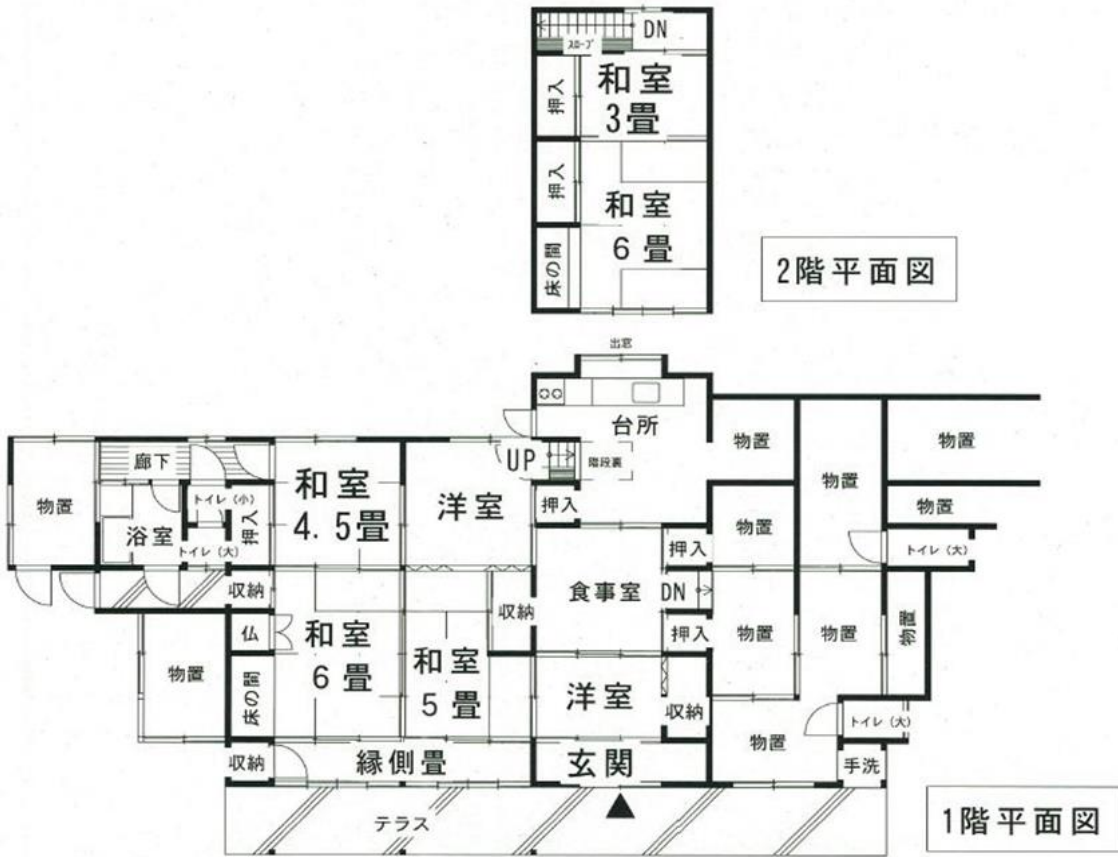 DN
スロープ
和室
3畳
押入
押入
和室
6畳
床の間
2階平面図
出窓
台所
物置
物置
物置
廊下
UP
階段裏
和室
4.5畳
洋室
トイレ(小)
物置
浴室
押入
押入
物置
物置
トイレ(大)
押入
トイレ(大)
収納
食事室
DN
収納
仏
和室
6畳
和室
5畳
押入
物置
物置
物置
物置
床の間
洋室
収納
トイレ(大)
収納
縁側畳
玄関
物置
手洗
テラス
1階平面図